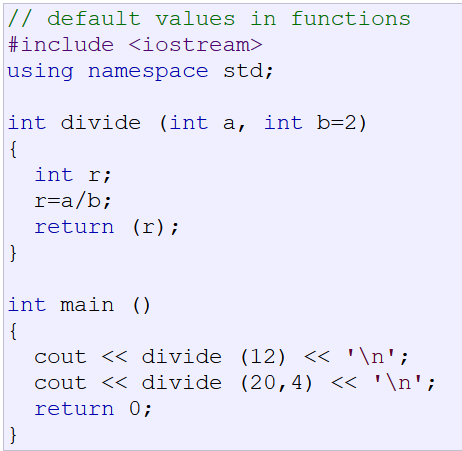 // default values in functions
#include <iostream>
using namespace std;

int divide (int a, int b=2)
{
  int r;
  r=a/b;
  return (r);
}

int main ()
{
  cout << divide (12) << '\n';
  cout << divide (20,4) << '\n';
  return 0;
}